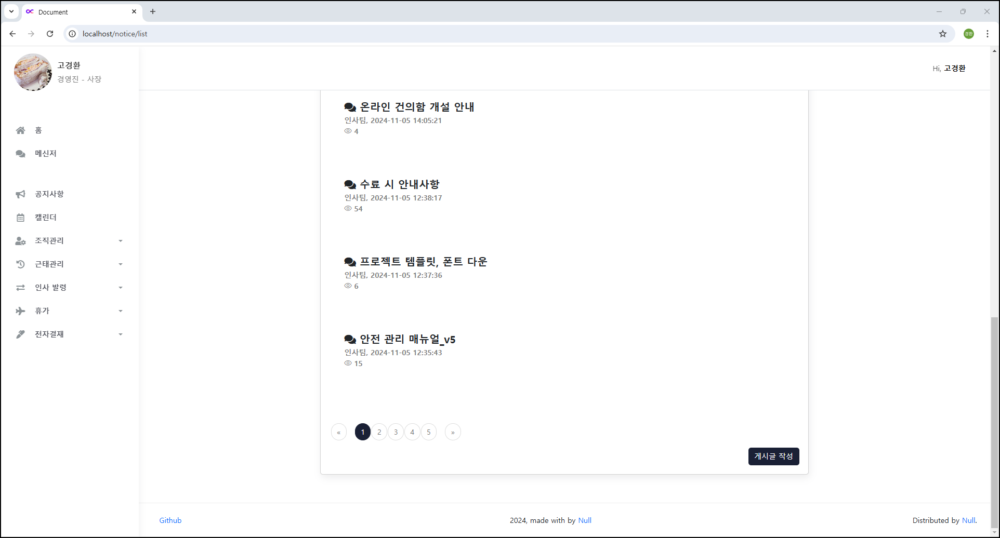 Document
localhost/notice/list
경환
고경환
경영진 - 사장
Hi, 고경환
홈
메신저
공지사항
캘린더
조직관리
근태관리
인사 발령
휴가
전자결재
온라인 건의함 개설 안내
인사팀, 2024-11-05 14:05:21
4
수료 시 안내사항
인사팀, 2024-11-05 12:38:17
54
프로젝트 템플릿, 폰트 다운
인사팀, 2024-11-05 12:37:36
6
안전 관리 매뉴얼_v5
인사팀, 2024-11-05 12:35:43
15
« 1 2 3 4 5 »
게시글 작성
Github
2024, made with by Null
Distributed by Null.